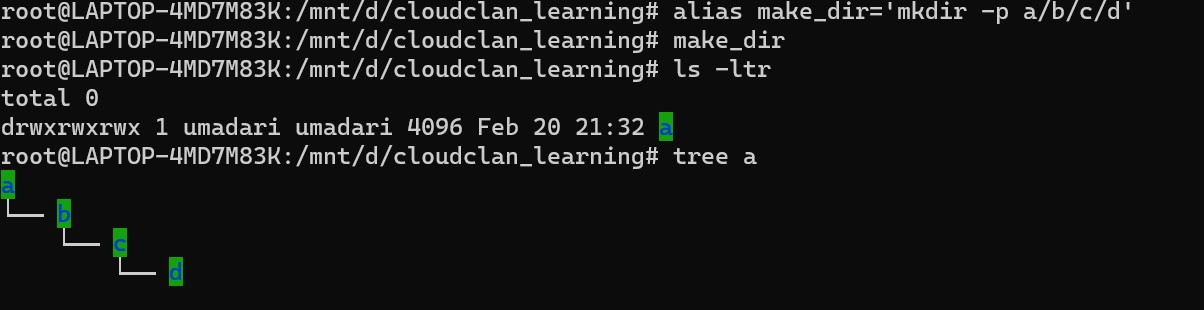 root@LAPTOP-4MD7M83K:/mnt/d/cloudclan_learning# alias make_dir='mkdir -p a/b/c/d'
root@LAPTOP-4MD7M83K:/mnt/d/cloudclan_learning# make_dir
root@LAPTOP-4MD7M83K:/mnt/d/cloudclan_learning# ls -ltr
total 0
drwxrwxrwx 1 umadari umadari 4096 Feb 20 21:32 a
root@LAPTOP-4MD7M83K:/mnt/d/cloudclan_learning# tree a
a
└── b
    └── c
        └── d